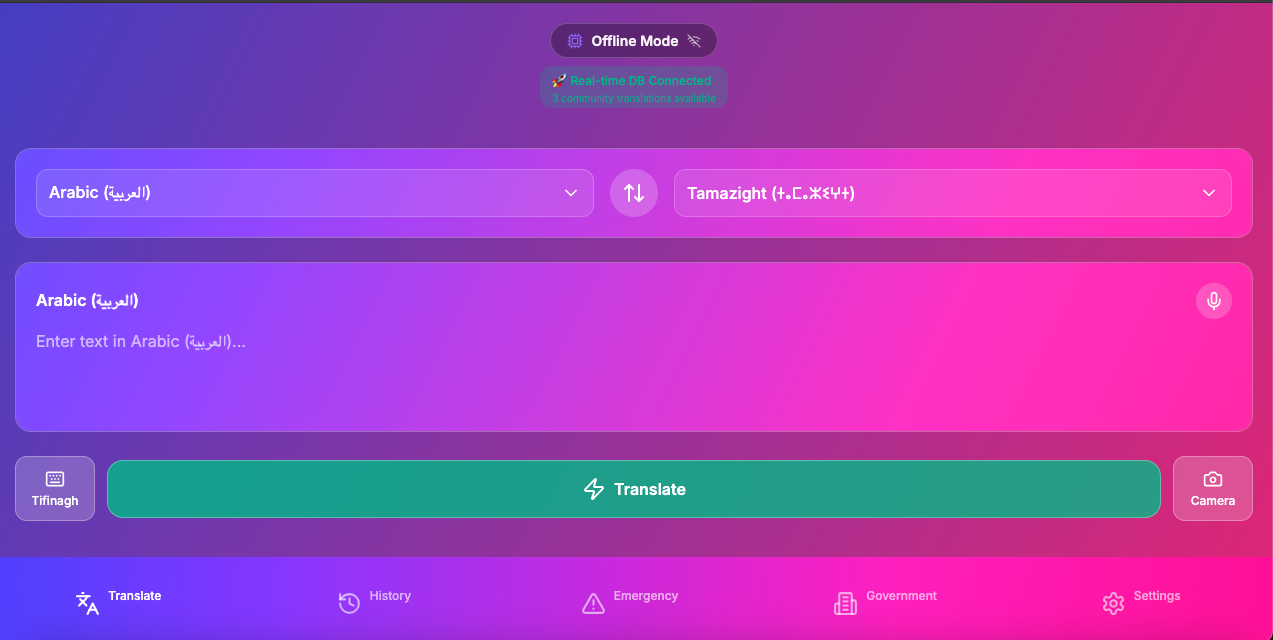 Offline Mode
🚀 Real-time DB Connected
3 community translations available
Arabic (العربية)
Tamazight (ⵜⴰⵎⴰⵣⵉⵖⵜ)
Arabic (العربية)
Enter text in Arabic (العربية)...
Tifinagh
Translate
Camera
Translate
History
Emergency
Government
Settings